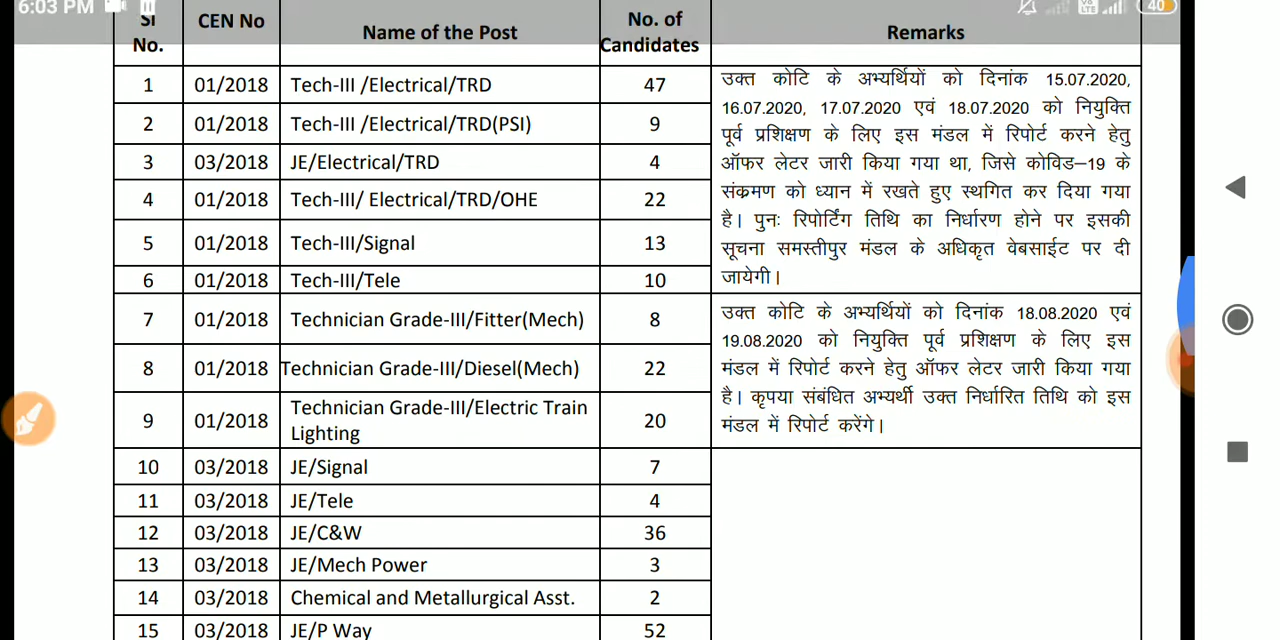 6:03 PM
40
Sl No.
CEN No
Name of the Post
No. of Candidates
Remarks
1 01/2018 Tech-III /Electrical/TRD 47
2 01/2018 Tech-III /Electrical/TRD(PSI) 9
3 03/2018 JE/Electrical/TRD 4
4 01/2018 Tech-III/ Electrical/TRD/OHE 22
5 01/2018 Tech-III/Signal 13
6 01/2018 Tech-III/Tele 10
उक्त कोटि के अभ्यर्थियों को दिनांक 15.07.2020,
16.07.2020, 17.07.2020 एवं 18.07.2020 को नियुक्ति
पूर्व प्रशिक्षण के लिए इस मंडल में रिपोर्ट करने हेतु
ऑफर लेटर जारी किया गया था, जिसे कोविड–19 के
संक्रमण को ध्यान में रखते हुए स्थगित कर दिया गया
है। पुनः रिपोर्टिंग तिथि का निर्धारण होने पर इसकी
सूचना समस्तीपुर मंडल के अधिकृत वेबसाईट पर दी
जायेगी।
7 01/2018 Technician Grade-III/Fitter(Mech) 8
8 01/2018 Technician Grade-III/Diesel(Mech) 22
9 01/2018 Technician Grade-III/Electric Train
Lighting 20
उक्त कोटि के अभ्यर्थियों को दिनांक 18.08.2020 एवं
19.08.2020 को नियुक्ति पूर्व प्रशिक्षण के लिए इस
मंडल में रिपोर्ट करने हेतु ऑफर लेटर जारी किया गया
है। कृपया संबंधित अभ्यर्थी उक्त निर्धारित तिथि को इस
मंडल में रिपोर्ट करेंगे।
10 03/2018 JE/Signal 7
11 03/2018 JE/Tele 4
12 03/2018 JE/C&W 36
13 03/2018 JE/Mech Power 3
14 03/2018 Chemical and Metallurgical Asst. 2
15 03/2018 JE/P Way 52